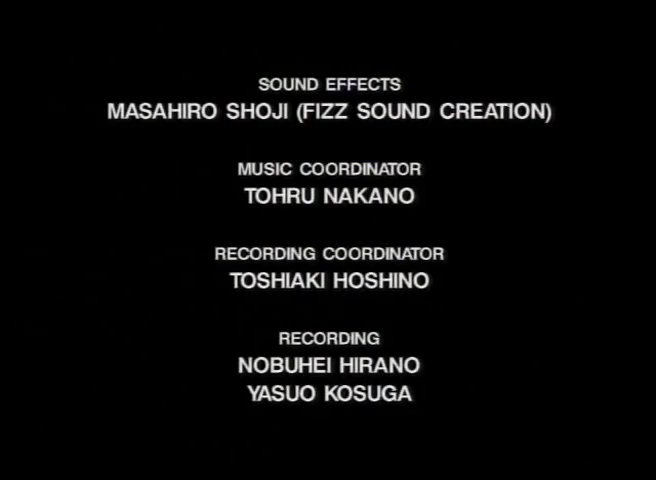 SOUND EFFECTS
MASAHIRO SHOJI (FIZZ SOUND CREATION)
MUSIC COORDINATOR
TOHRU NAKANO
RECORDING COORDINATOR
TOSHIAKI HOSHINO
RECORDING
NOBUHEI HIRANO
YASUO KOSUGA